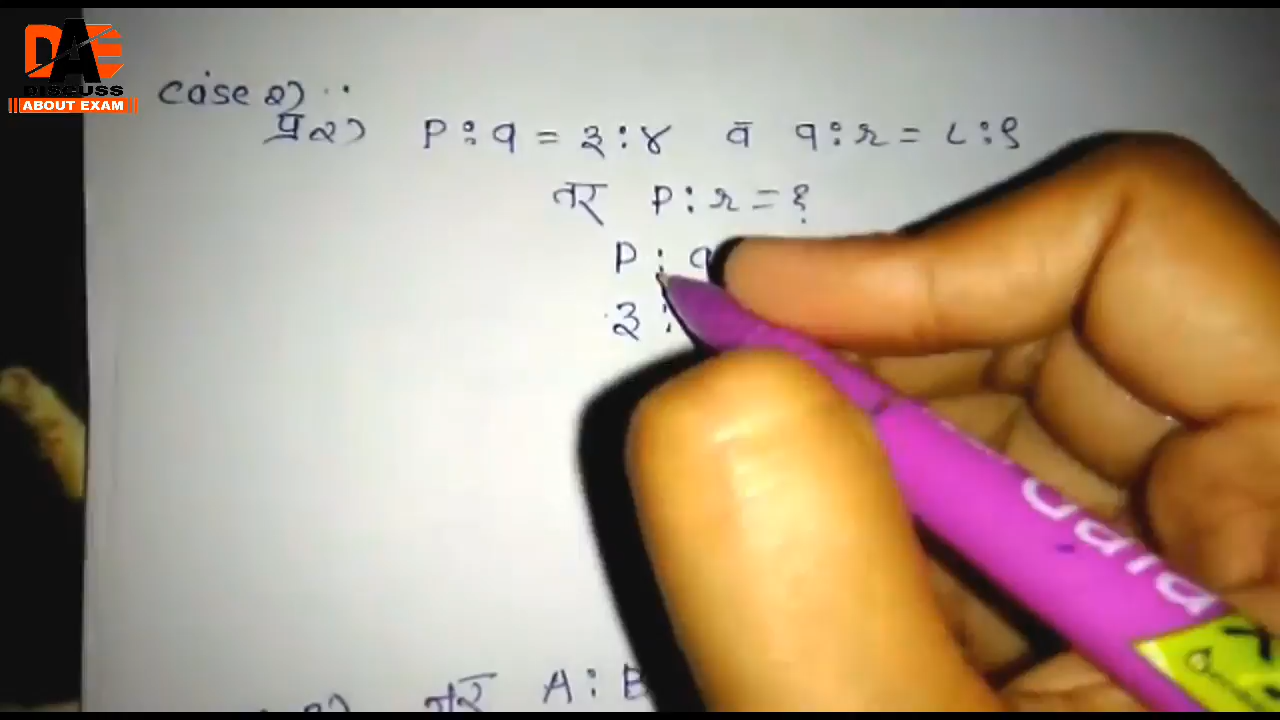 DAE
DISCUSS
ABOUT EXAM
case २)
प्र२) P : q = ३ : ४ व q : r = ८ : ९
तर P : r = ?
P : q
३ :
तर A : B